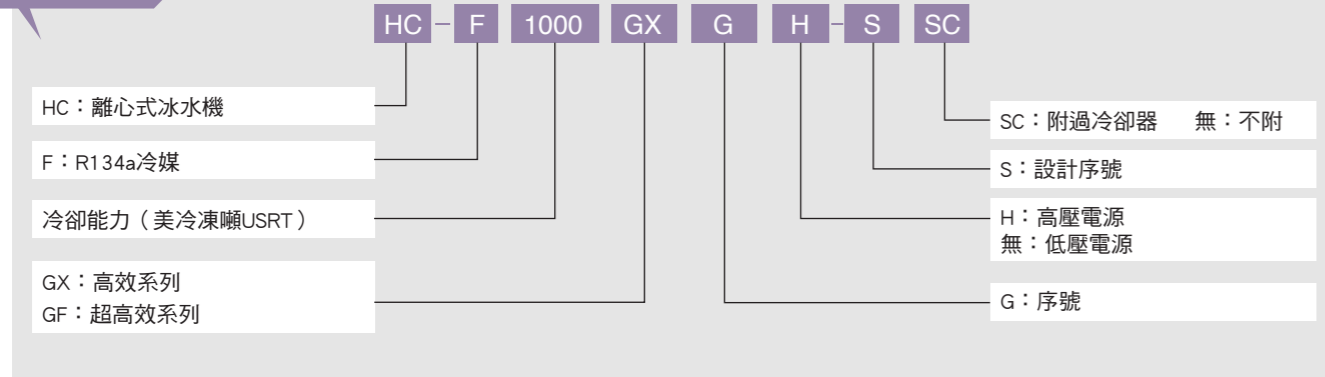 HC-F 1000 GX G H-S SC
HC：離心式冰水機
F：R134a冷媒
冷卻能力（美冷凍噸USRT）
GX：高效系列
GF：超高效系列
SC：附過冷卻器 無：不附
S：設計序號
H：高壓電源
無：低壓電源
G：序號